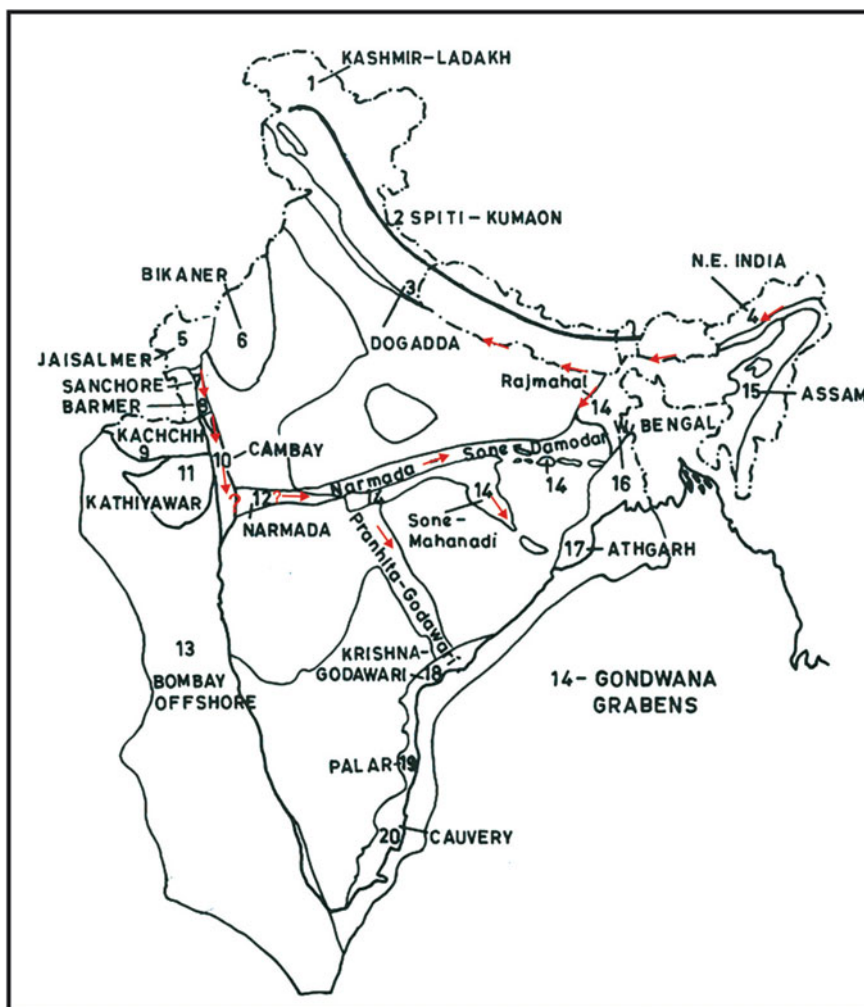 KASHMIR-LADAKH
1
2 SPITI-KUMAON
N.E. INDIA
4
BIKANER
3
5
6
DOGADDA
JAISALMER
SANCHORE
7
Rajmahal
15
ASSAM
BARMER
8
14
KACHCHH
W. BENGAL
9
10
CAMBAY
Narmada Sone Damodar
11
14
16
KATHIYAWAR
?
12 ?
14
14
NARMADA
Sone-
Mahanadi
Pranhita-Godawari
17-ATHGARH
13
KRISHNA-
GODAWARI
18
BOMBAY
OFFSHORE
14- GONDWANA
GRABENS
PALAR
19
20
CAUVERY